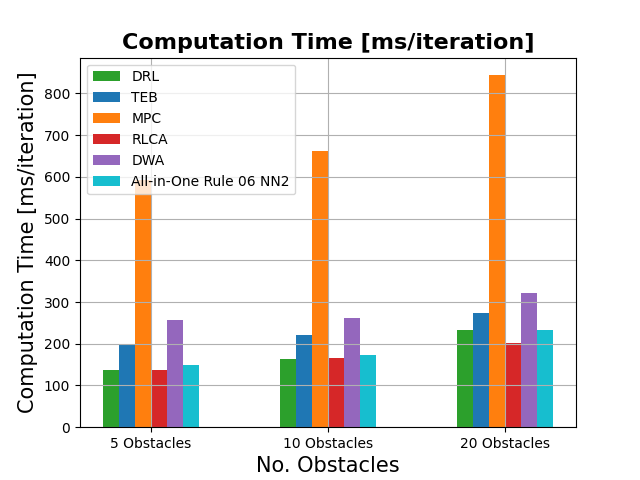 Computation Time [ms/iteration]
Computation Time [ms/iteration]
800
700
600
500
400
300
200
100
0
DRL
TEB
MPC
RLCA
DWA
All-in-One Rule 06 NN2
5 Obstacles
10 Obstacles
20 Obstacles
No. Obstacles